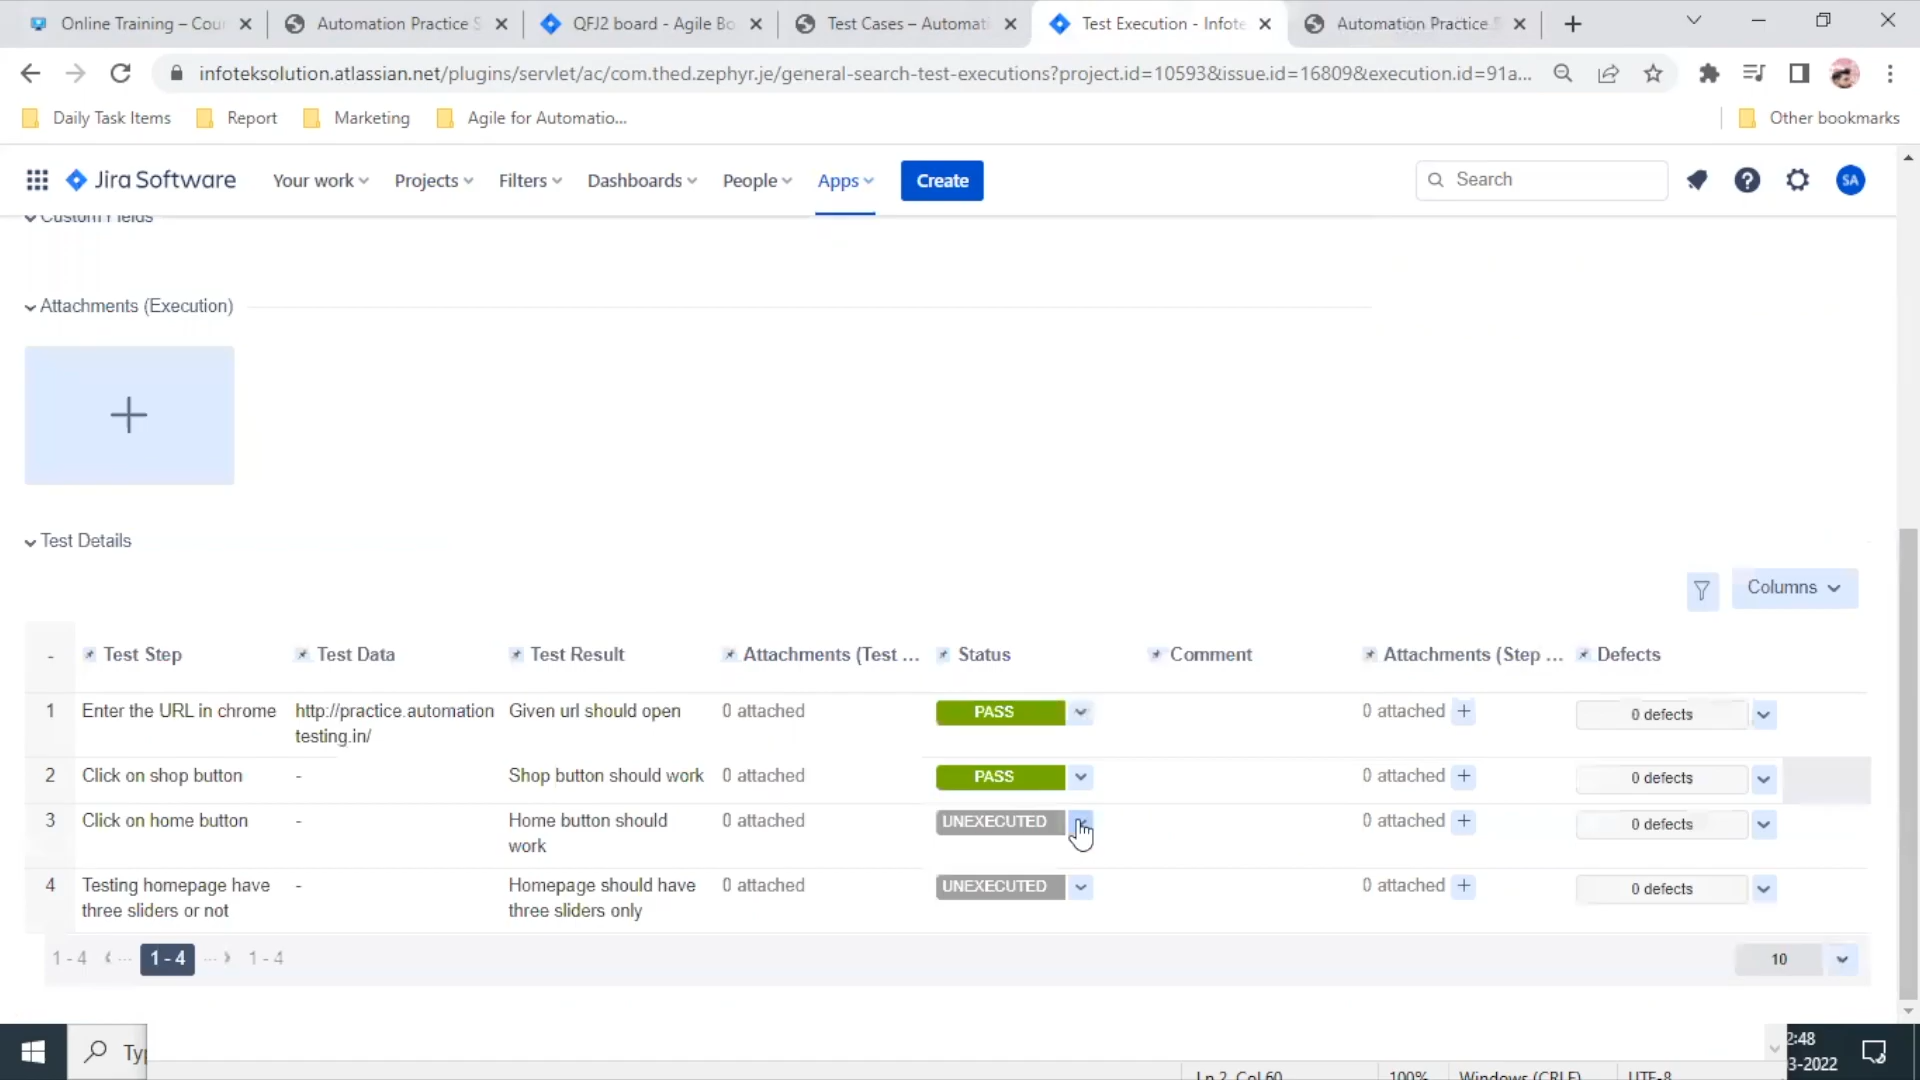 Online Training – Cour
Automation Practice S
QFJ2 board - Agile Bo
Test Cases – Automati
Test Execution - Infote
Automation Practice S
infoteksolution.atlassian.net/plugins/servlet/ac/com.thed.zephyr.je/general-search-test-executions?project.id=10593&issue.id=16809&execution.id=91a...
Daily Task Items
Report
Marketing
Agile for Automatio...
Other bookmarks
Jira Software
Your work
Projects
Filters
Dashboards
People
Apps
Create
Search
SA
Custom Fields
Attachments (Execution)
Test Details
Columns
- Test Step Test Data Test Result Attachments (Test ... Status Comment Attachments (Step ... Defects
1 Enter the URL in chrome http://practice.automation Given url should open 0 attached PASS 0 attached 0 defects
testing.in/
2 Click on shop button - Shop button should work 0 attached PASS 0 attached 0 defects
3 Click on home button - Home button should 0 attached UNEXECUTED 0 attached 0 defects
work
4 Testing homepage have - Homepage should have 0 attached UNEXECUTED 0 attached 0 defects
three sliders or not three sliders only
1 - 4 ... 1 - 4 ... 1 - 4
10
Typ
2:48
3-2022
Ln 2, Col 60 100% Windows (CRLF) UTF-8